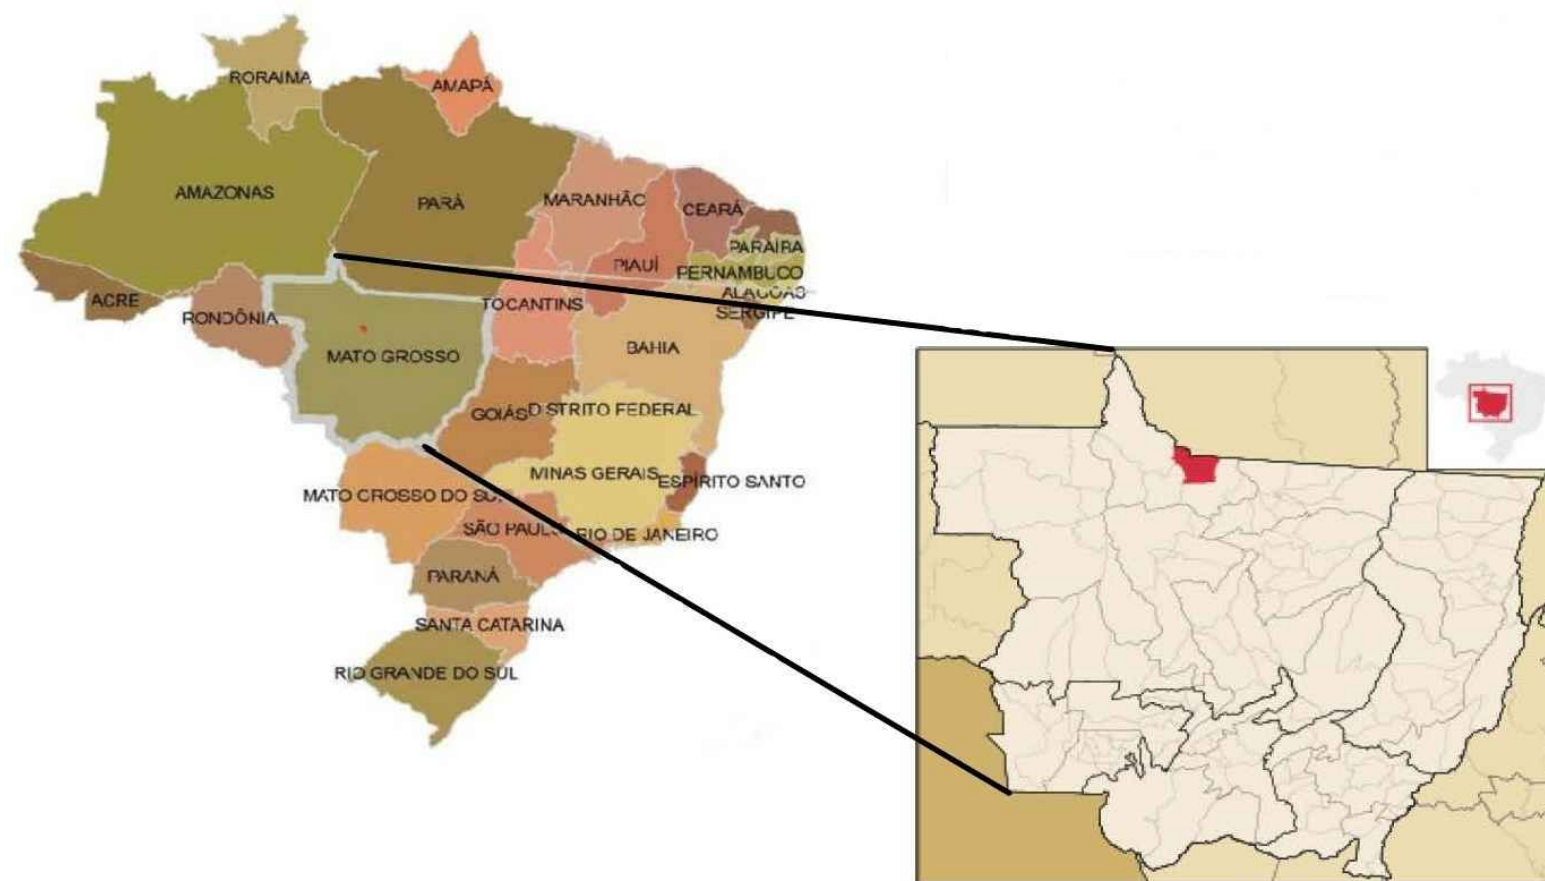 RORAIMA
AMAPÁ
AMAZONAS
PARÁ
MARANHÃO
CEARÁ
PARAÍBA
PIAUÍ
PERNAMBUCO
ACRE
RONDÔNIA
TOCANTINS
ALAGOAS
SERGIPE
MATO GROSSO
BAHIA
GOIÁS
DISTRITO FEDERAL
MINAS GERAIS
ESPÍRITO SANTO
MATO GROSSO DO SUL
SÃO PAULO
RIO DE JANEIRO
PARANÁ
SANTA CATARINA
RIO GRANDE DO SUL